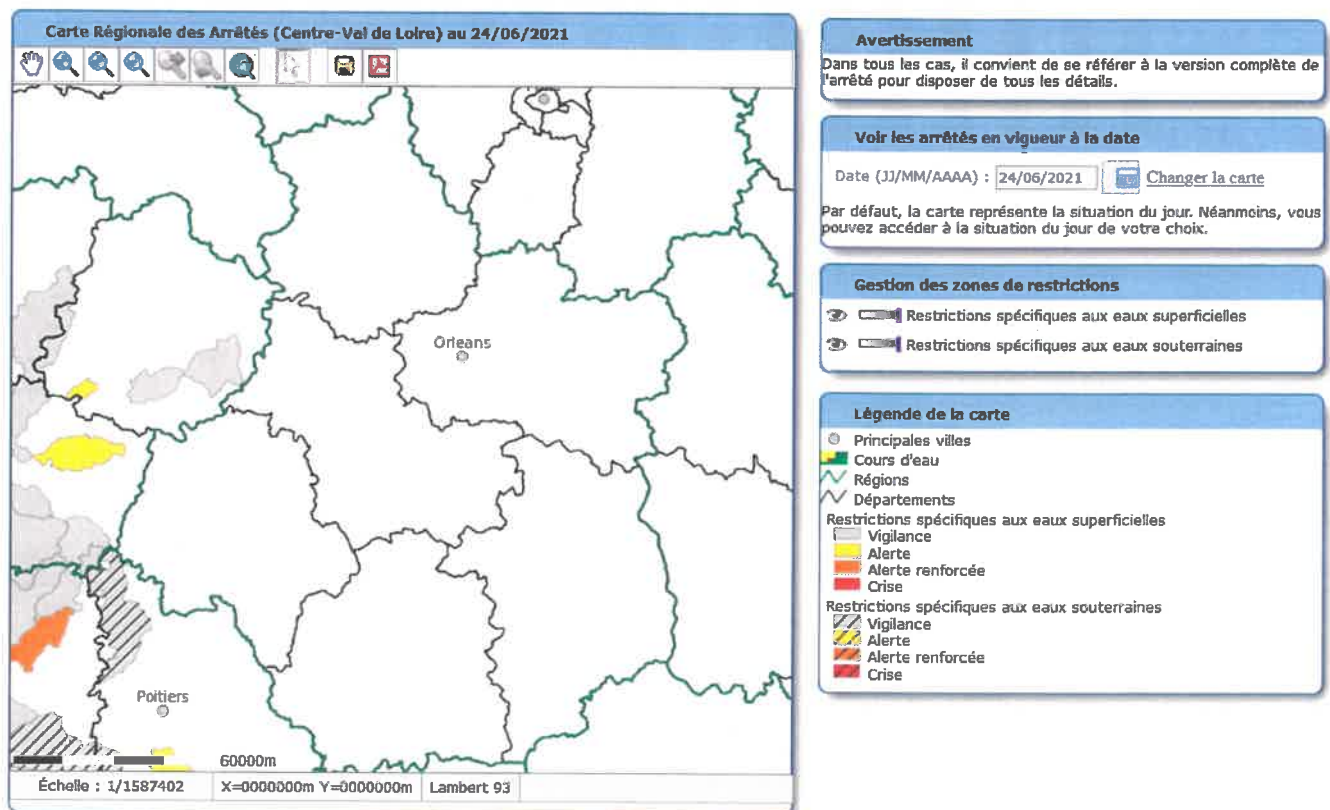 Carte Régionale des Arrêtés (Centre-Val de Loire) au 24/06/2021
Orleans
Poitiers
60000m
Échelle : 1/1587402
X=0000000m Y=0000000m
Lambert 93
Avertissement
Dans tous les cas, il convient de se référer à la version complète de
l'arrêté pour disposer de tous les détails.
Voir les arrêtés en vigueur à la date
Date (JJ/MM/AAAA) : 24/06/2021 Changer la carte
Par défaut, la carte représente la situation du jour. Néanmoins, vous
pouvez accéder à la situation du jour de votre choix.
Gestion des zones de restrictions
Restrictions spécifiques aux eaux superficielles
Restrictions spécifiques aux eaux souterraines
Légende de la carte
Principales villes
Cours d'eau
Régions
Départements
Restrictions spécifiques aux eaux superficielles
Vigilance
Alerte
Alerte renforcée
Crise
Restrictions spécifiques aux eaux souterraines
Vigilance
Alerte
Alerte renforcée
Crise